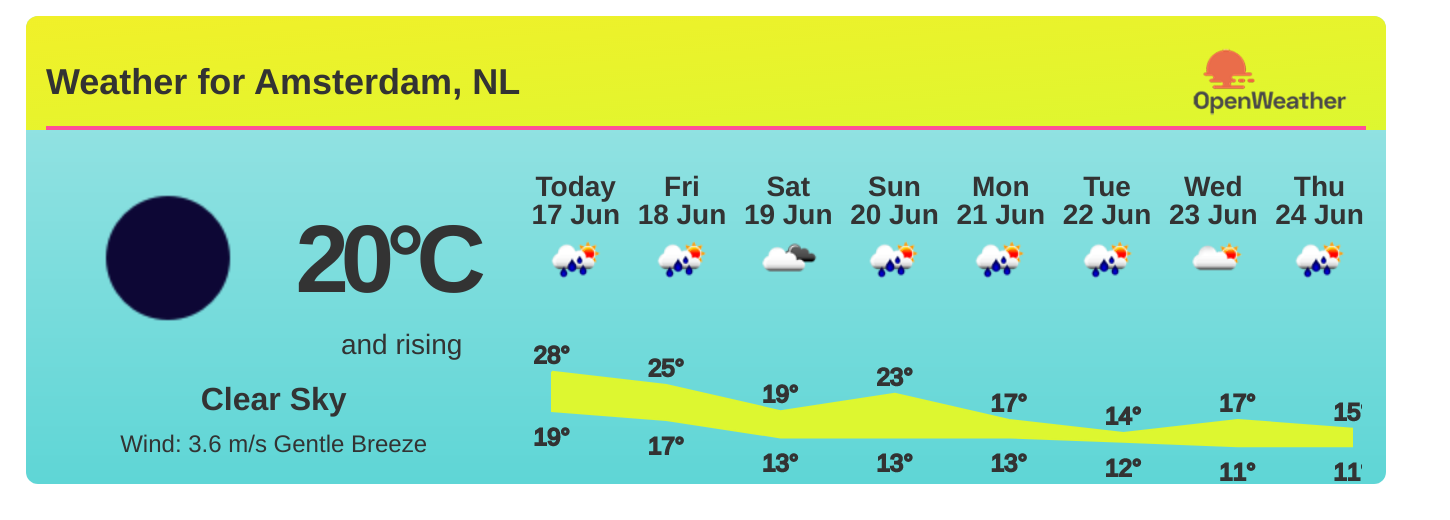 Weather for Amsterdam, NL
OpenWeather
Today Fri Sat Sun Mon Tue Wed Thu
17 Jun 18 Jun 19 Jun 20 Jun 21 Jun 22 Jun 23 Jun 24 Jun
20°C
and rising
Clear Sky
Wind: 3.6 m/s Gentle Breeze
28° 25° 19° 23° 17° 14° 17° 15°
19° 17° 13° 13° 13° 12° 11° 11°